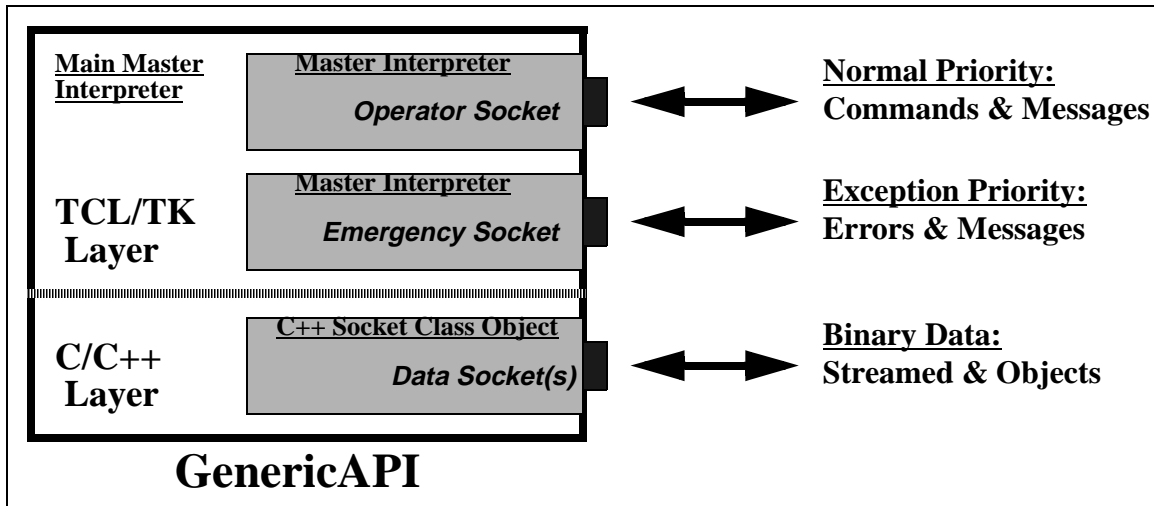 Main Master
Interpreter
Master Interpreter
Operator Socket
Normal Priority:
Commands & Messages
TCL/TK
Layer
Master Interpreter
Emergency Socket
Exception Priority:
Errors & Messages
C/C++
Layer
C++ Socket Class Object
Data Socket(s)
Binary Data:
Streamed & Objects
GenericAPI